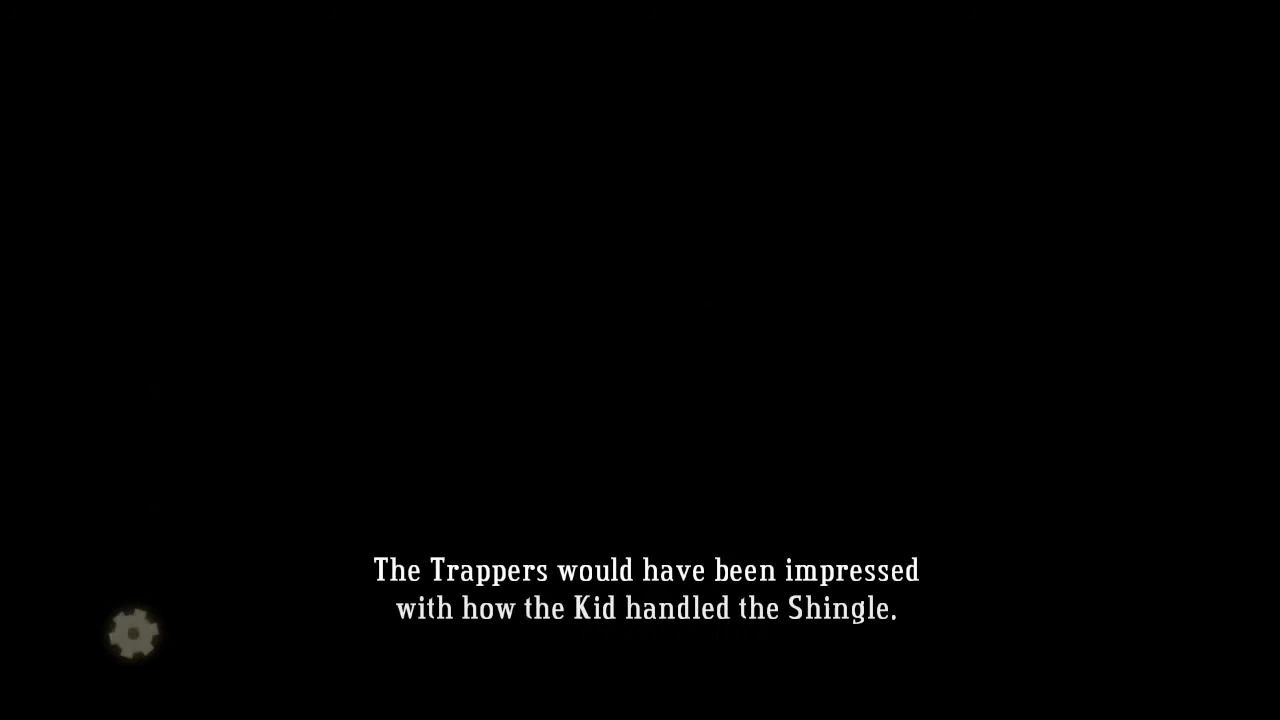 The Trappers would have been impressed
with how the Kid handled the Shingle.